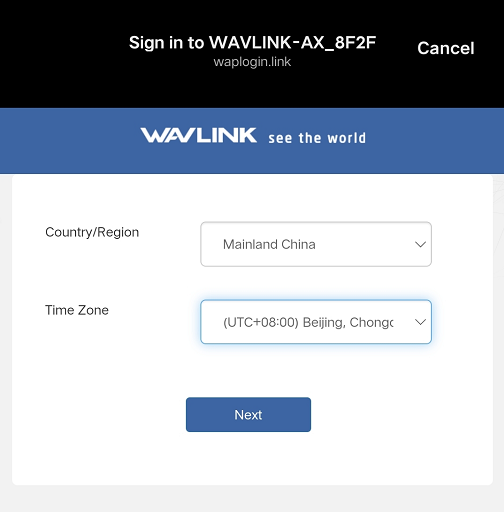 Sign in to WAVLINK-AX_8F2F
Cancel
waplogin.link
WAVLINK see the world
Country/Region
Mainland China
Time Zone
(UTC+08:00) Beijing, Chongc
Next